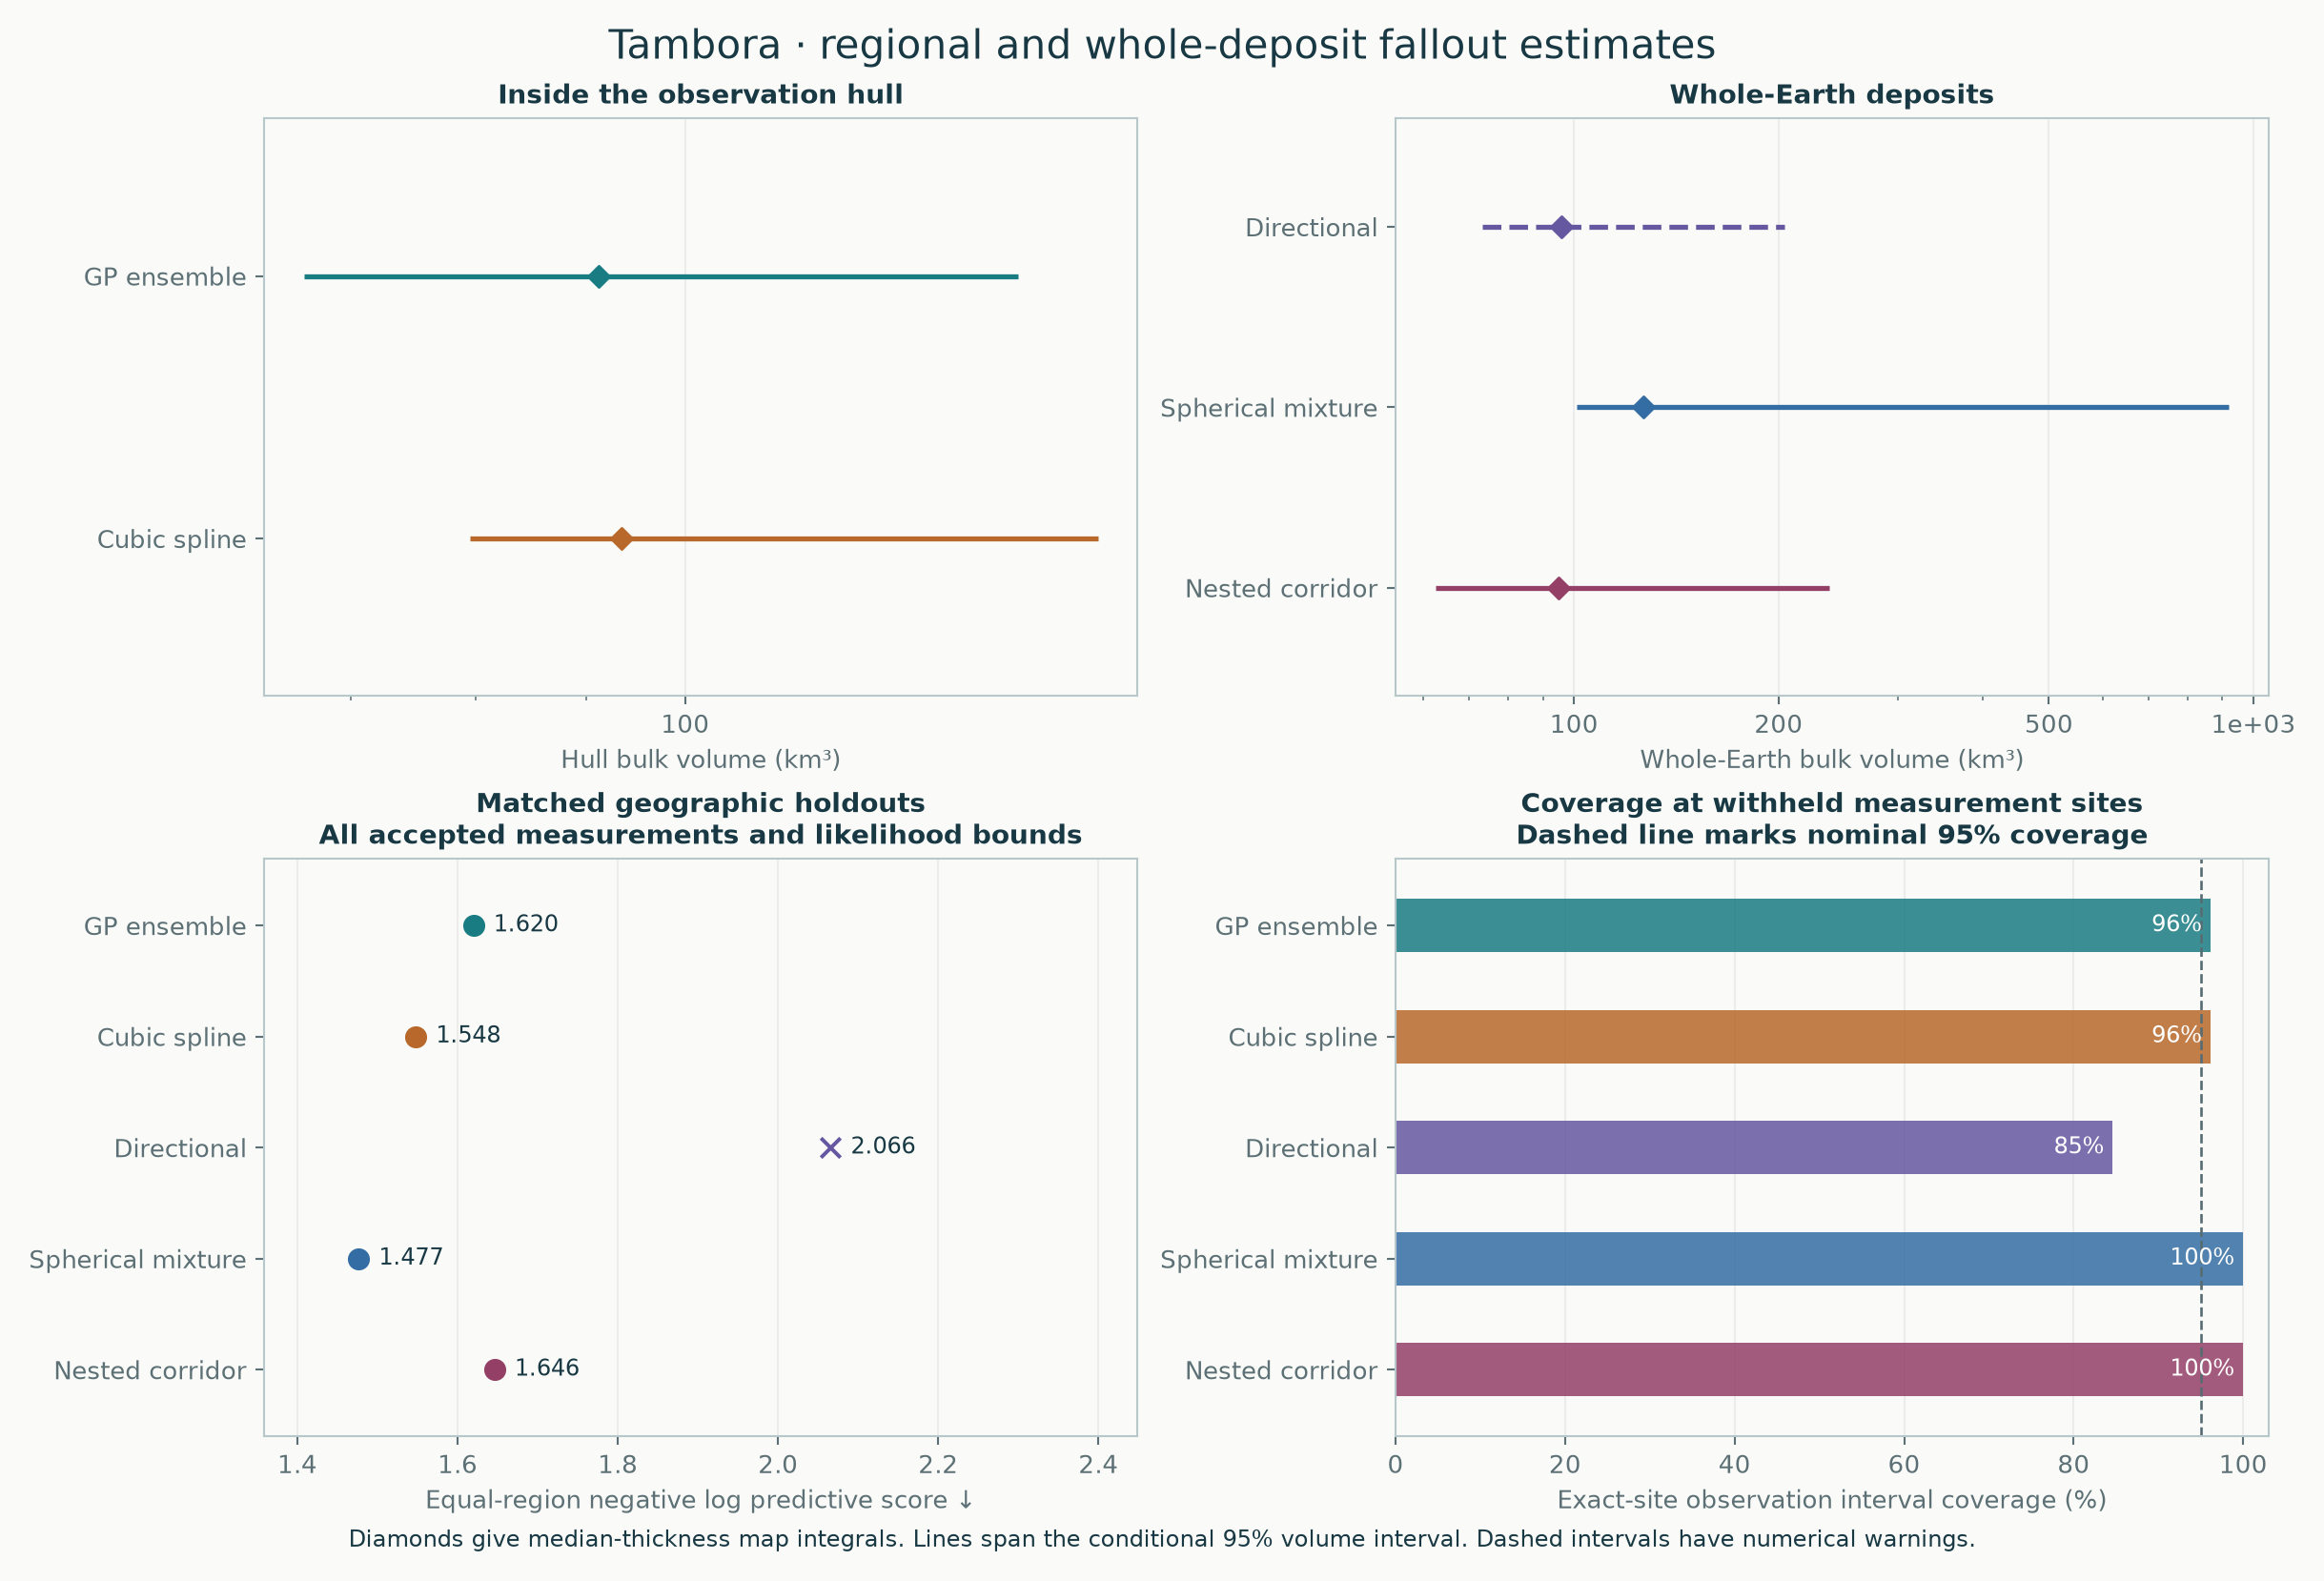 Tambora · regional and whole-deposit fallout estimates
Inside the observation hull
GP ensemble
Cubic spline
100
Hull bulk volume (km³)
Whole-Earth deposits
Directional
Spherical mixture
Nested corridor
100 200 500 1e+03
Whole-Earth bulk volume (km³)
Matched geographic holdouts
All accepted measurements and likelihood bounds
GP ensemble 1.620
Cubic spline 1.548
Directional 2.066
Spherical mixture 1.477
Nested corridor 1.646
1.4 1.6 1.8 2.0 2.2 2.4
Equal-region negative log predictive score ↓
Coverage at withheld measurement sites
Dashed line marks nominal 95% coverage
GP ensemble 96%
Cubic spline 96%
Directional 85%
Spherical mixture 100%
Nested corridor 100%
0 20 40 60 80 100
Exact-site observation interval coverage (%)
Diamonds give median-thickness map integrals. Lines span the conditional 95% volume interval. Dashed intervals have numerical warnings.